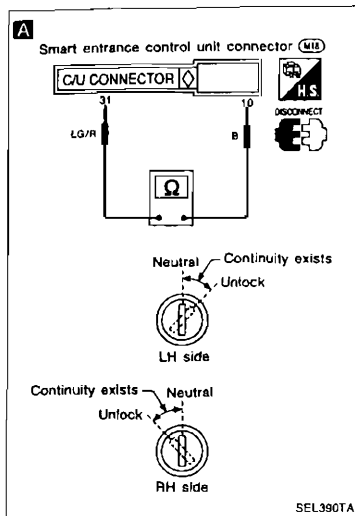 A
Smart entrance control unit connector (M18)
C/U CONNECTOR
H.S.
31
10
DISCONNECT
LG/R
B
Ω
Neutral
Continuity exists
Unlock
LH side
Continuity exists
Neutral
Unlock
RH side
SEL390TA